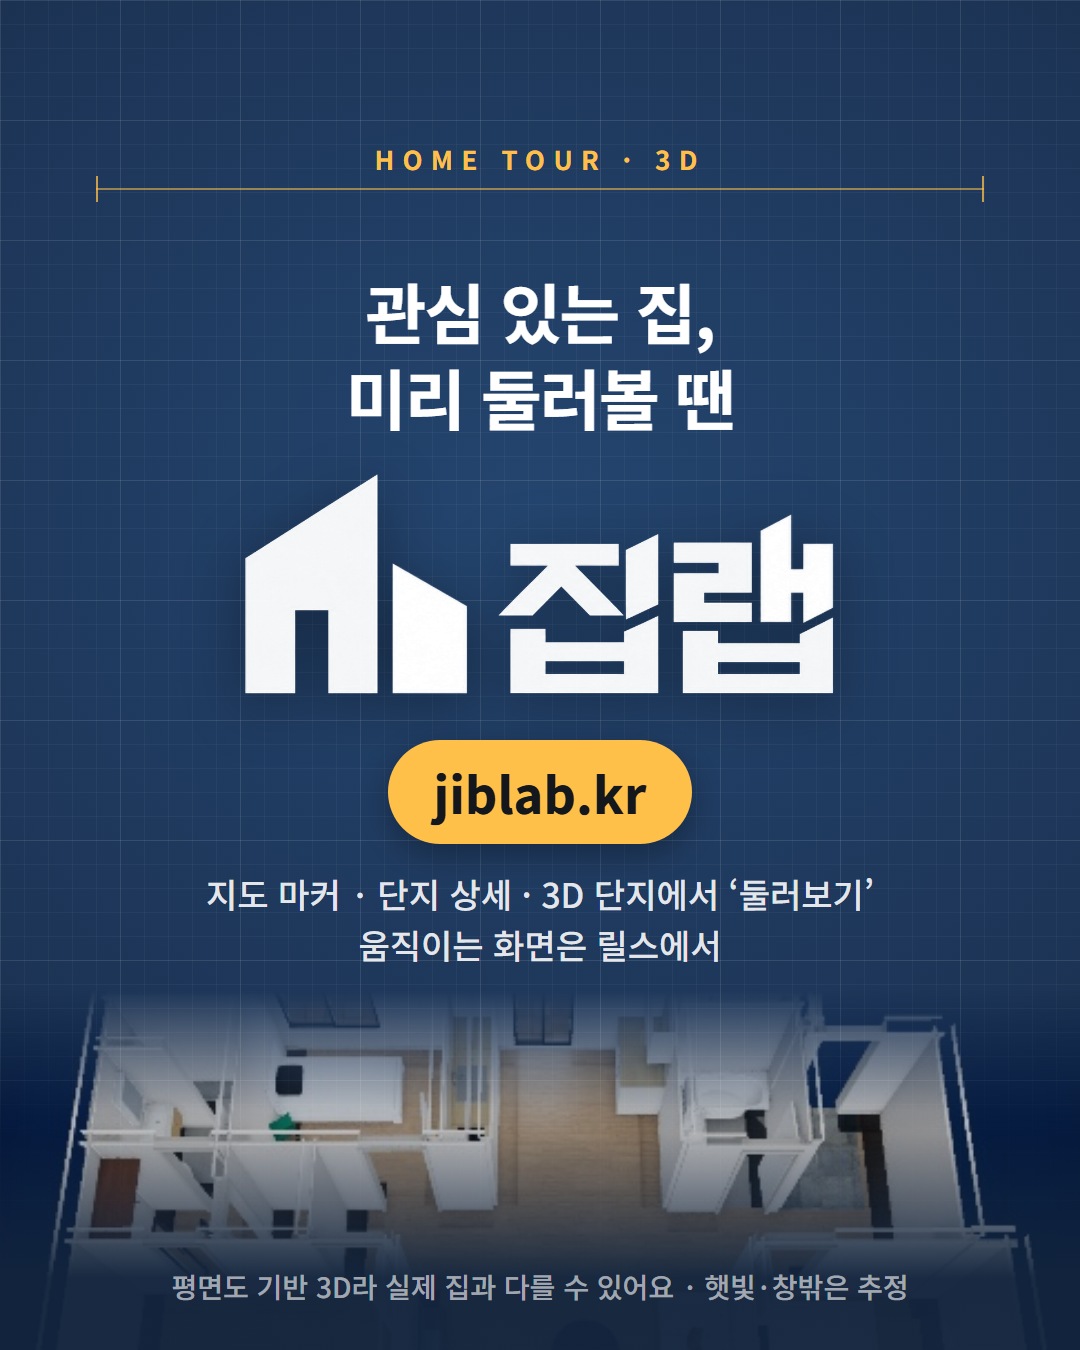 HOME TOUR · 3D
관심 있는 집,
미리 둘러볼 땐
집랩
jiblab.kr
지도 마커 · 단지 상세 · 3D 단지에서 ‘둘러보기’
움직이는 화면은 릴스에서
평면도 기반 3D라 실제 집과 다를 수 있어요 · 햇빛·창밖은 추정